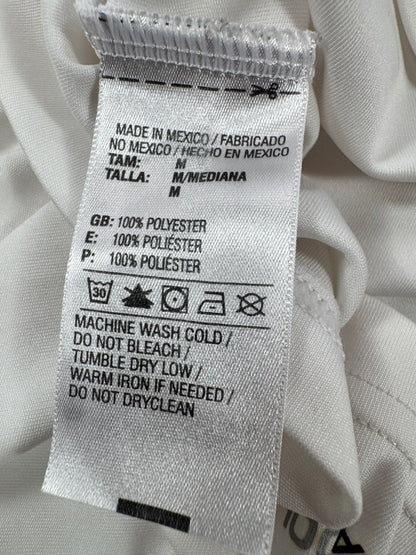 MADE IN MEXICO / FABRICADO
NO MEXICO / HECHO EN MEXICO
TAM: M
TALLA: M/MEDIANA
M
GB: 100% POLYESTER
E: 100% POLIÉSTER
P: 100% POLIÉSTER
30
MACHINE WASH COLD /
DO NOT BLEACH /
TUMBLE DRY LOW /
WARM IRON IF NEEDED /
DO NOT DRYCLEAN